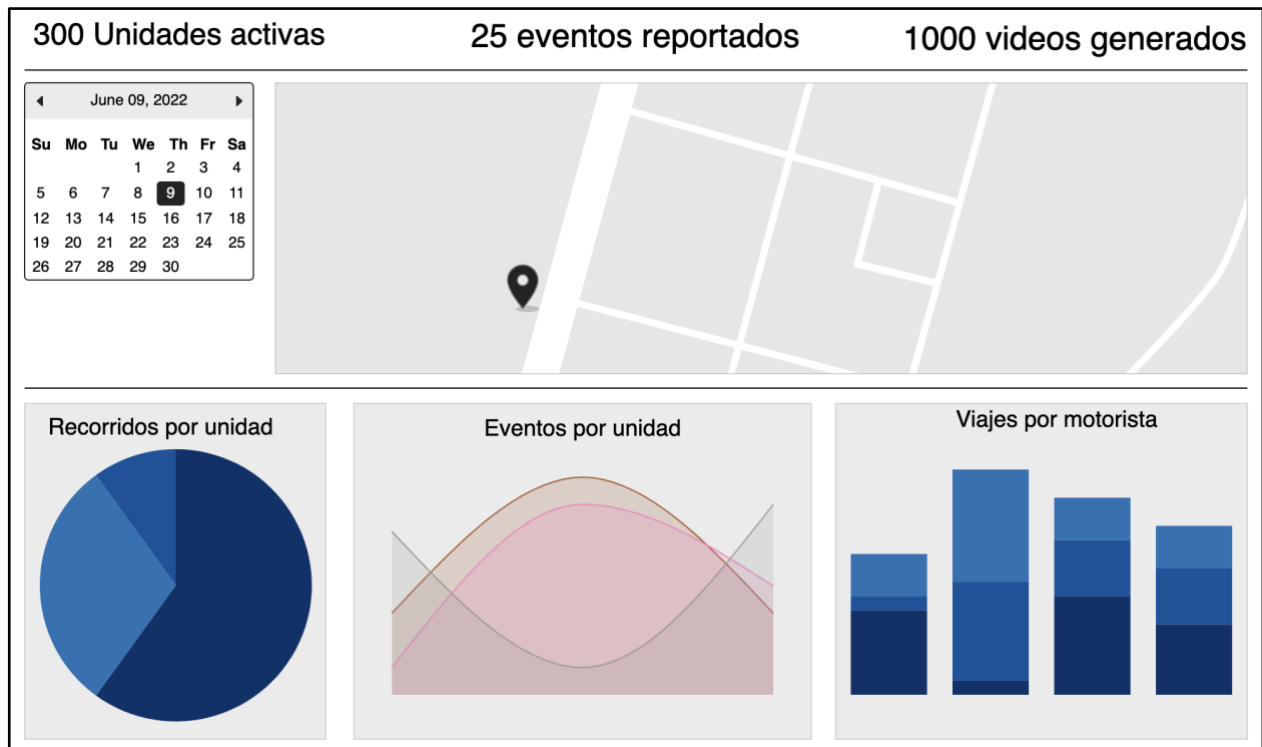 300 Unidades activas
25 eventos reportados
1000 videos generados
June 09, 2022
Su Mo Tu We Th Fr Sa
1 2 3 4
5 6 7 8 9 10 11
12 13 14 15 16 17 18
19 20 21 22 23 24 25
26 27 28 29 30
Recorridos por unidad
Eventos por unidad
Viajes por motorista